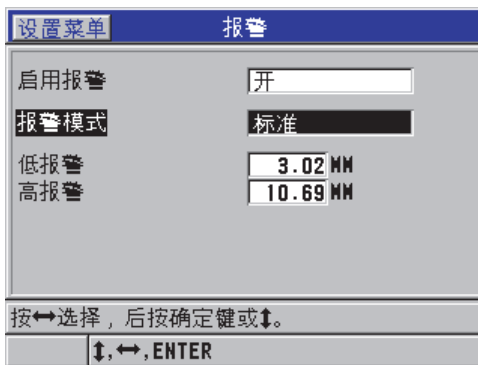 设置菜单 报警
启用报警 开
报警模式 标准
低报警 3.02 MM
高报警 10.69 MM
按↔选择，后按确定键或↕。
↕,↔,ENTER